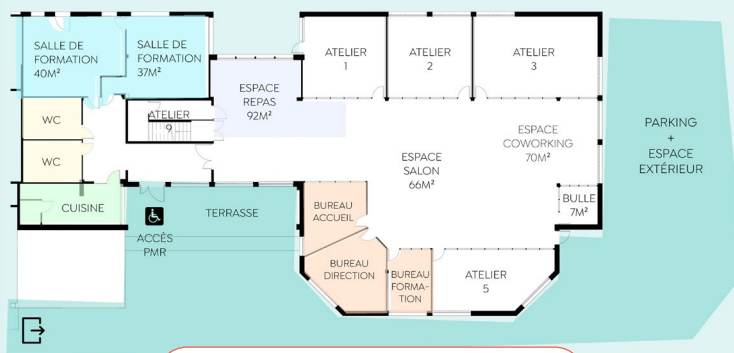 SALLE DE
FORMATION
40M²
SALLE DE
FORMATION
37M²
ATELIER
1
ATELIER
2
ATELIER
3
ESPACE
REPAS
92M²
WC
ATELIER
9
WC
ESPACE
COWORKING
70M²
PARKING
+
ESPACE
EXTÉRIEUR
ESPACE
SALON
66M²
CUISINE
TERRASSE
BUREAU
ACCUEIL
BULLE
7M²
ACCÈS
PMR
BUREAU
DIRECTION
BUREAU
FORMA-
TION
ATELIER
5